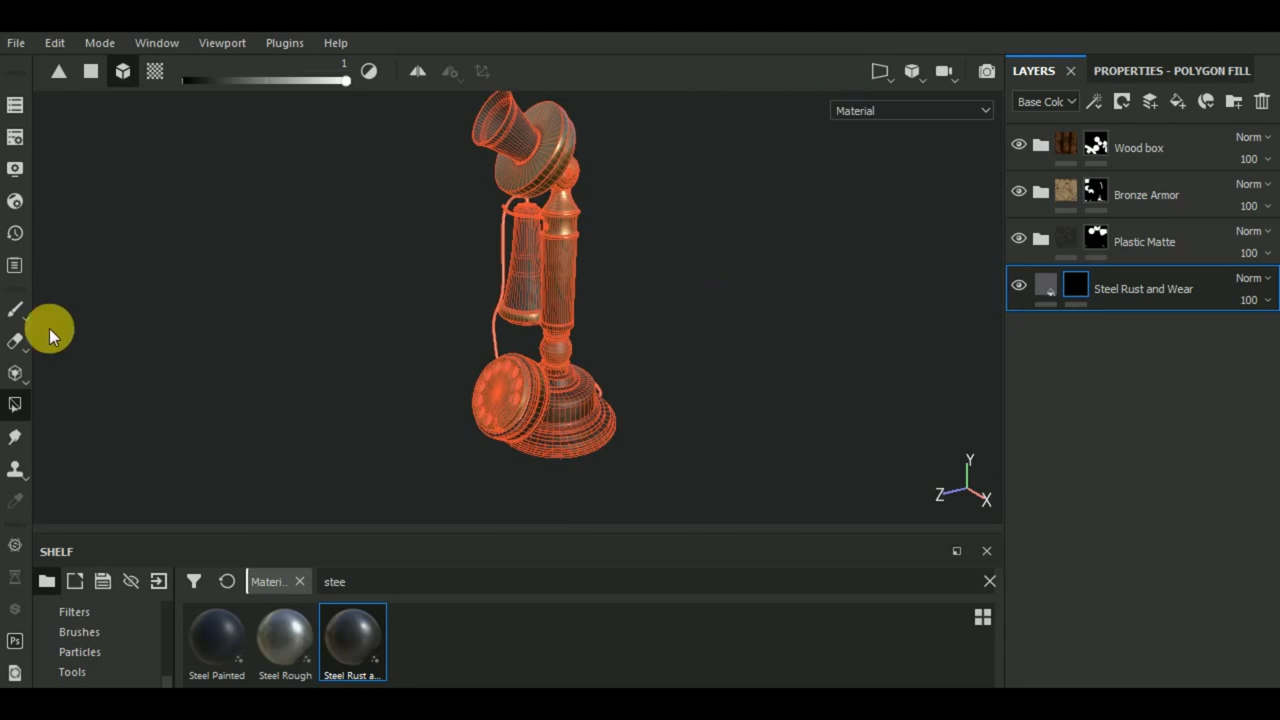 File Edit Mode Window Viewport Plugins Help
1
LAYERS PROPERTIES - POLYGON FILL
Material
Base Colc
Wood box Norm
100
Bronze Armor Norm
100
Plastic Matte Norm
100
Steel Rust and Wear Norm
100
Y
Z
X
SHELF
Materi..
stee
Filters
Brushes
Particles
Tools
Steel Painted
Steel Rough
Steel Rust a...
Ps